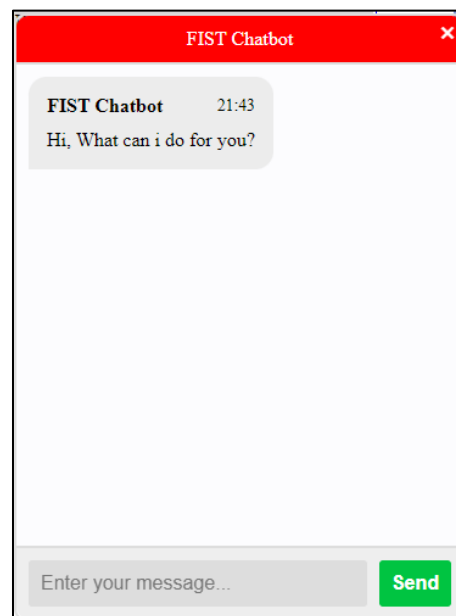 FIST Chatbot ×
FIST Chatbot 21:43
Hi, What can i do for you?
Enter your message... Send